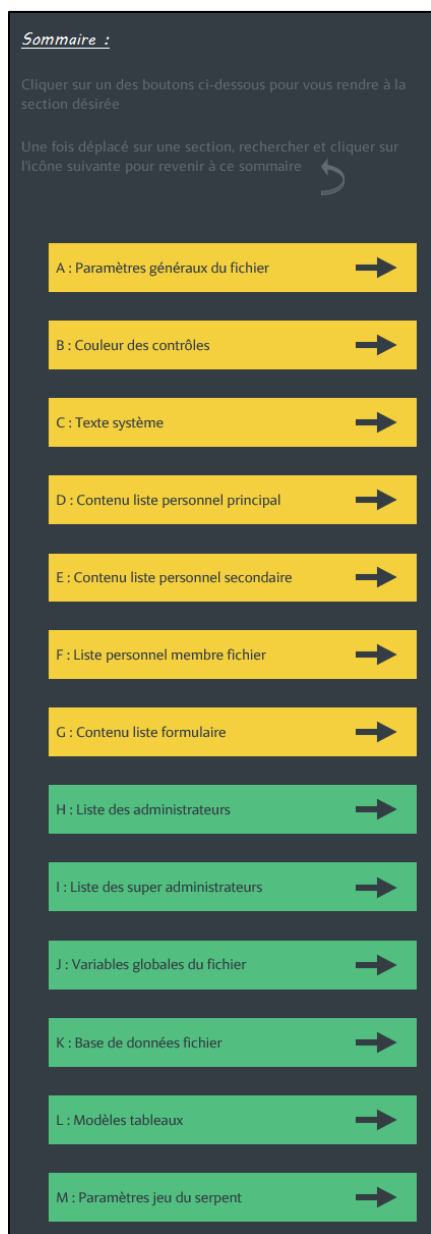 Sommaire :
Cliquer sur un des boutons ci-dessous pour vous rendre à la
section désirée
Une fois déplacé sur une section, rechercher et cliquer sur
l'icône suivante pour revenir à ce sommaire
A : Paramètres généraux du fichier
B : Couleur des contrôles
C : Texte système
D : Contenu liste personnel principal
E : Contenu liste personnel secondaire
F : Liste personnel membre fichier
G : Contenu liste formulaire
H : Liste des administrateurs
I : Liste des super administrateurs
J : Variables globales du fichier
K : Base de données fichier
L : Modèles tableaux
M : Paramètres jeu du serpent